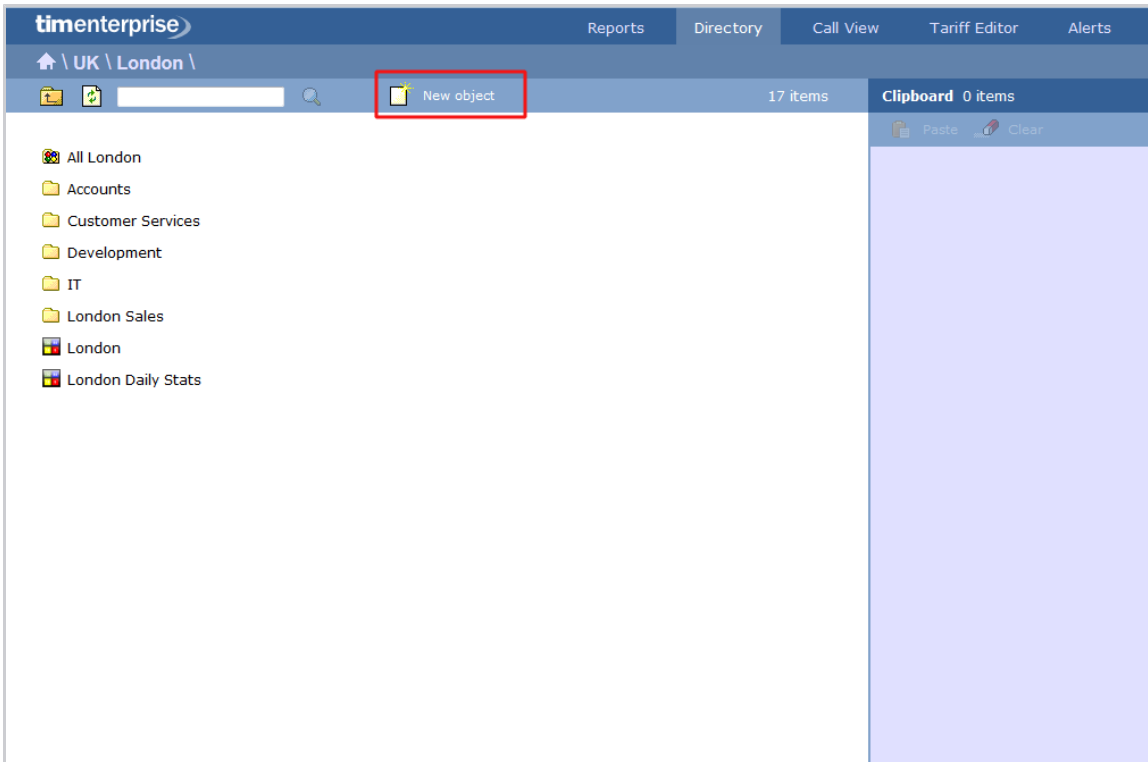 timenterprise
Reports Directory Call View Tariff Editor Alerts
\ UK \ London \
New object 17 items Clipboard 0 items
Paste Clear
All London
Accounts
Customer Services
Development
IT
London Sales
London
London Daily Stats